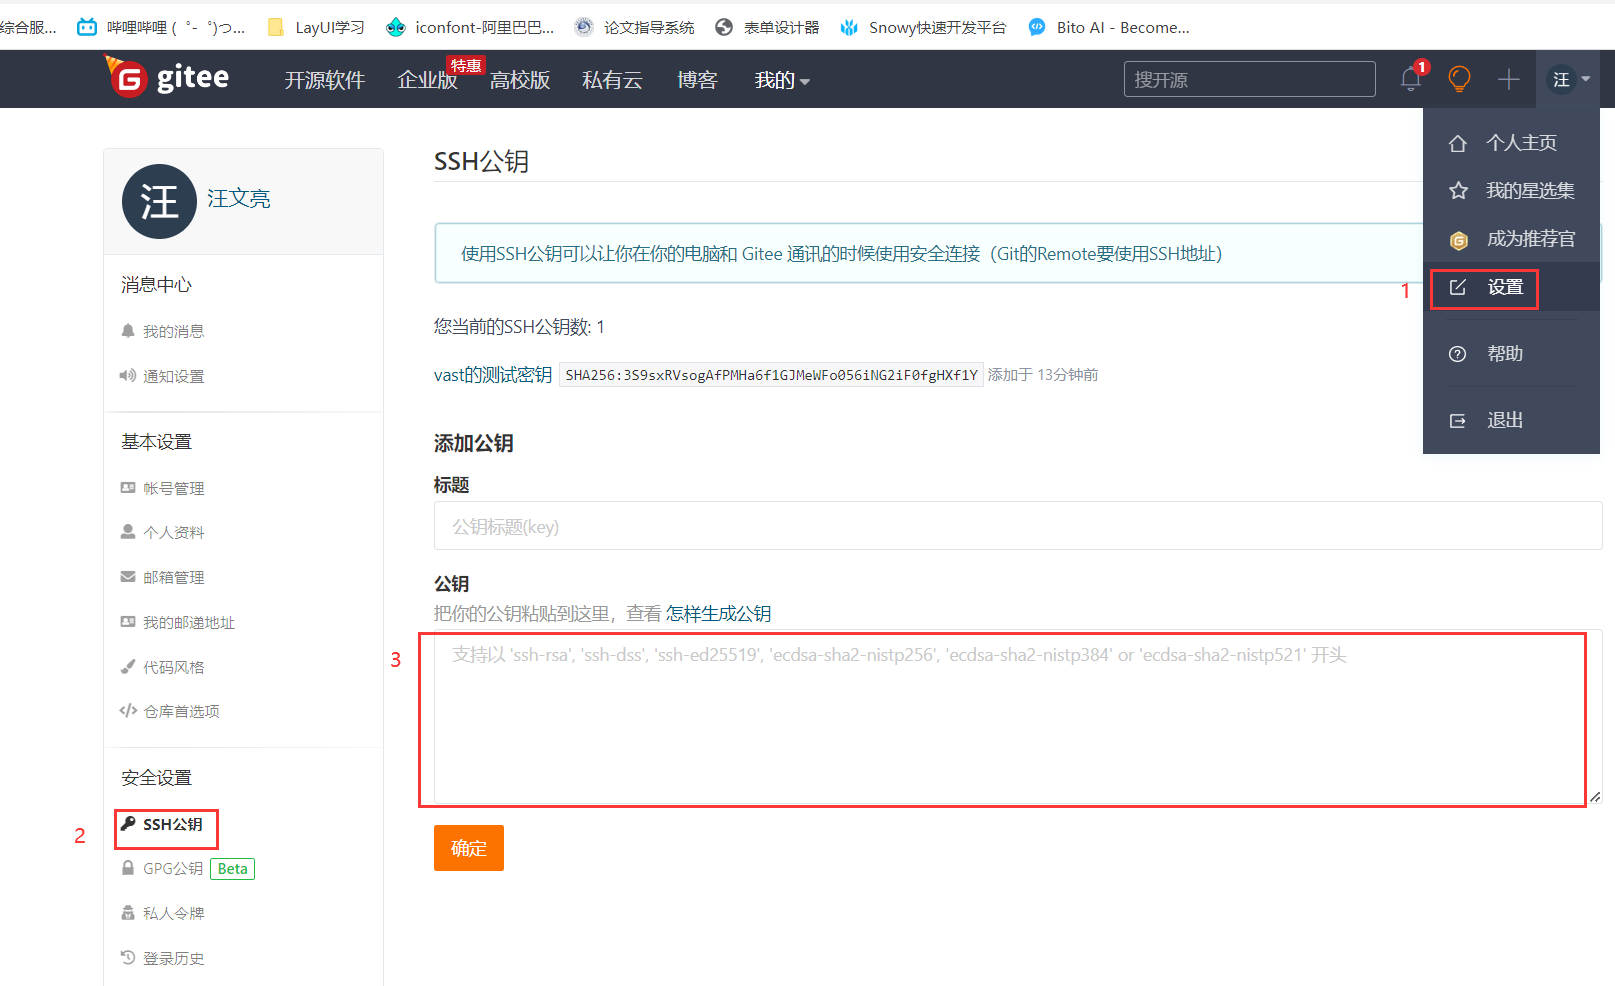 综合服...
哔哩哔哩 (゜-゜)つ...
LayUI学习
iconfont-阿里巴巴...
论文指导系统
表单设计器
Snowy快速开发平台
Bito AI - Become...
gitee
开源软件
企业版
特惠
高校版
私有云
博客
我的
搜开源
1
汪
个人主页
我的星选集
成为推荐官
1
设置
帮助
退出
汪
汪文亮
消息中心
我的消息
通知设置
基本设置
帐号管理
个人资料
邮箱管理
我的邮递地址
代码风格
仓库首选项
安全设置
2
SSH公钥
GPG公钥 Beta
私人令牌
登录历史
SSH公钥
使用SSH公钥可以让你在你的电脑和 Gitee 通讯的时候使用安全连接（Git的Remote要使用SSH地址）
您当前的SSH公钥数: 1
vast的测试密钥 SHA256:3S9sxRVsogAfPMHa6f1GJMeWFo056iNG2iF0fgHXf1Y 添加于 13分钟前
添加公钥
标题
公钥标题(key)
公钥
把你的公钥粘贴到这里，查看 怎样生成公钥
3
支持以 'ssh-rsa', 'ssh-dss', 'ssh-ed25519', 'ecdsa-sha2-nistp256', 'ecdsa-sha2-nistp384' or 'ecdsa-sha2-nistp521' 开头
确定